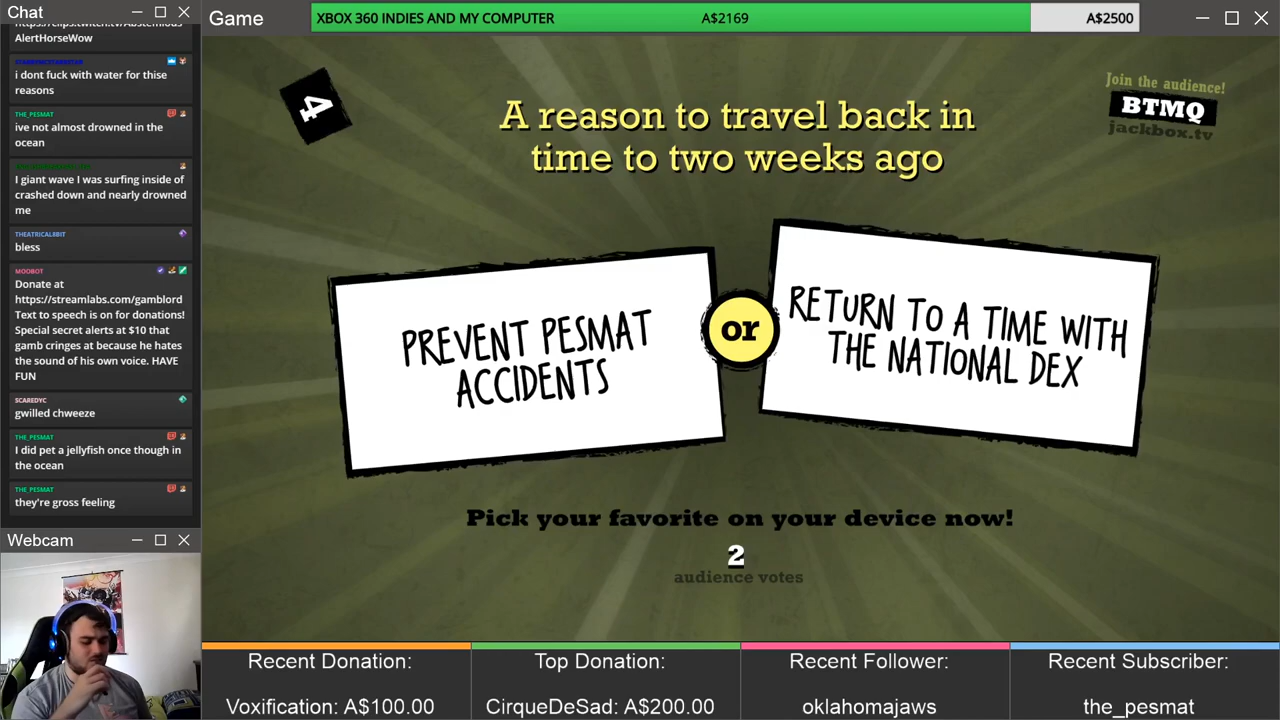 Chat
https://clips.twitch.tv/Abstemious
AlertHorseWow
i dont fuck with water for thise
reasons
THE_PESMAT
ive not almost drowned in the
ocean
I giant wave I was surfing inside of
crashed down and nearly drowned
me
THEATRICAL8BIT
bless
MOOBOT
Donate at
https://streamlabs.com/gamblord
Text to speech is on for donations!
Special secret alerts at $10 that
gamb cringes at because he hates
the sound of his own voice. HAVE
FUN
SCAREDYC
gwilled chweeze
THE_PESMAT
I did pet a jellyfish once though in
the ocean
THE_PESMAT
they're gross feeling
Webcam
Game
XBOX 360 INDIES AND MY COMPUTER
A$2169
A$2500
4
A reason to travel back in
time to two weeks ago
Join the audience!
BTMQ
jackbox.tv
PREVENT PESMAT
ACCIDENTS
or
RETURN TO A TIME WITH
THE NATIONAL DEX
Pick your favorite on your device now!
2
audience votes
Recent Donation:
Voxification: A$100.00
Top Donation:
CirqueDeSad: A$200.00
Recent Follower:
oklahomajaws
Recent Subscriber:
the_pesmat